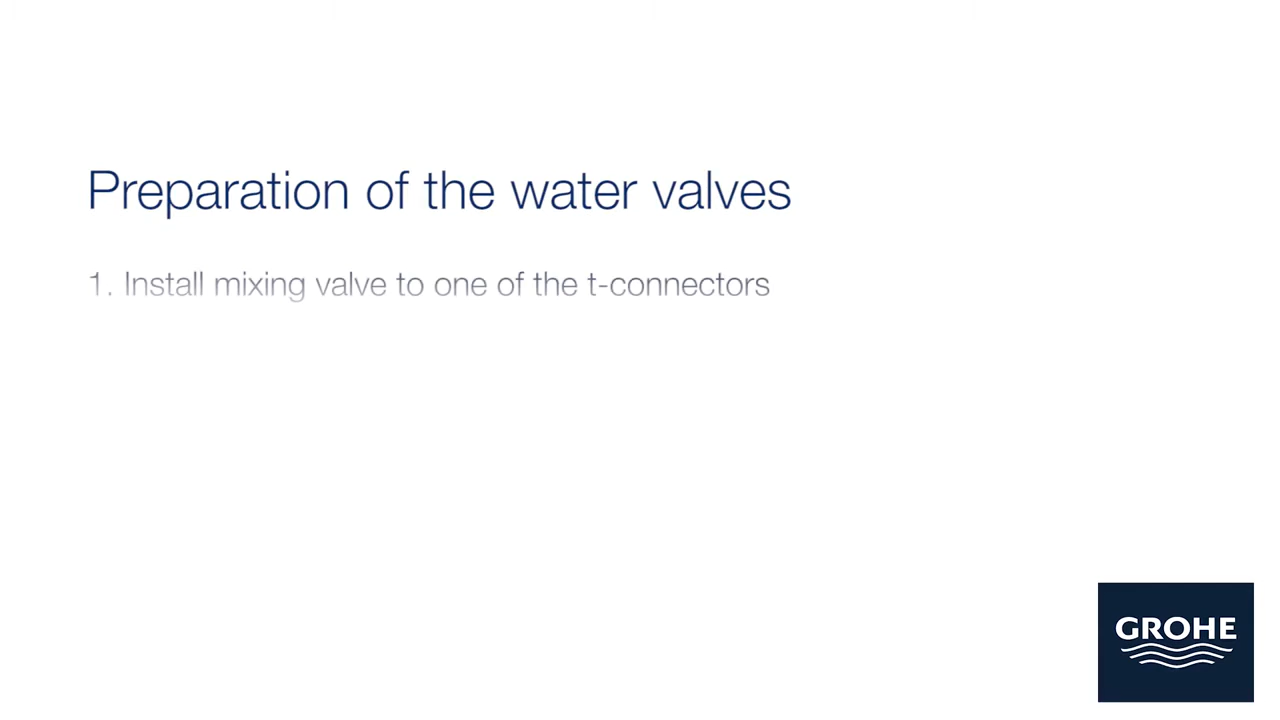 Preparation of the water valves
1. Install mixing valve to one of the t-connectors
GROHE